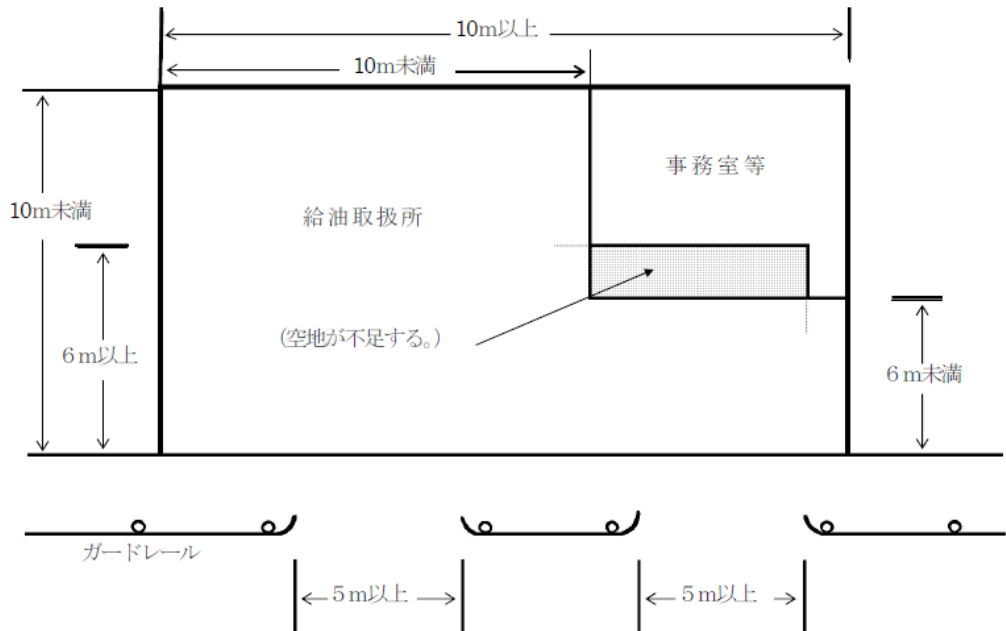 10m以上
10m未満
事務室等
10m未満
給油取扱所
(空地が不足する。)
６m以上
６m未満
ガードレール
５m以上
５m以上